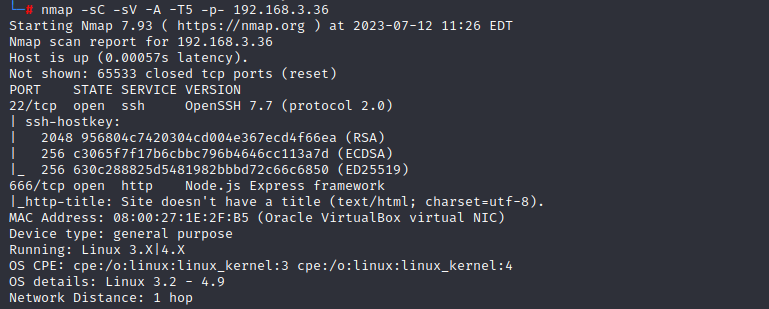 └─# nmap -sC -sV -A -T5 -p- 192.168.3.36
Starting Nmap 7.93 ( https://nmap.org ) at 2023-07-12 11:26 EDT
Nmap scan report for 192.168.3.36
Host is up (0.00057s latency).
Not shown: 65533 closed tcp ports (reset)
PORT    STATE SERVICE VERSION
22/tcp  open  ssh     OpenSSH 7.7 (protocol 2.0)
| ssh-hostkey:
|   2048 956804c7420304cd004e367ecd4f66ea (RSA)
|   256 c3065f7f17b6cbbc796b4646cc113a7d (ECDSA)
|_  256 630c288825d5481982bbbd72c66c6850 (ED25519)
666/tcp open  http    Node.js Express framework
|_http-title: Site doesn't have a title (text/html; charset=utf-8).
MAC Address: 08:00:27:1E:2F:B5 (Oracle VirtualBox virtual NIC)
Device type: general purpose
Running: Linux 3.X|4.X
OS CPE: cpe:/o:linux:linux_kernel:3 cpe:/o:linux:linux_kernel:4
OS details: Linux 3.2 - 4.9
Network Distance: 1 hop